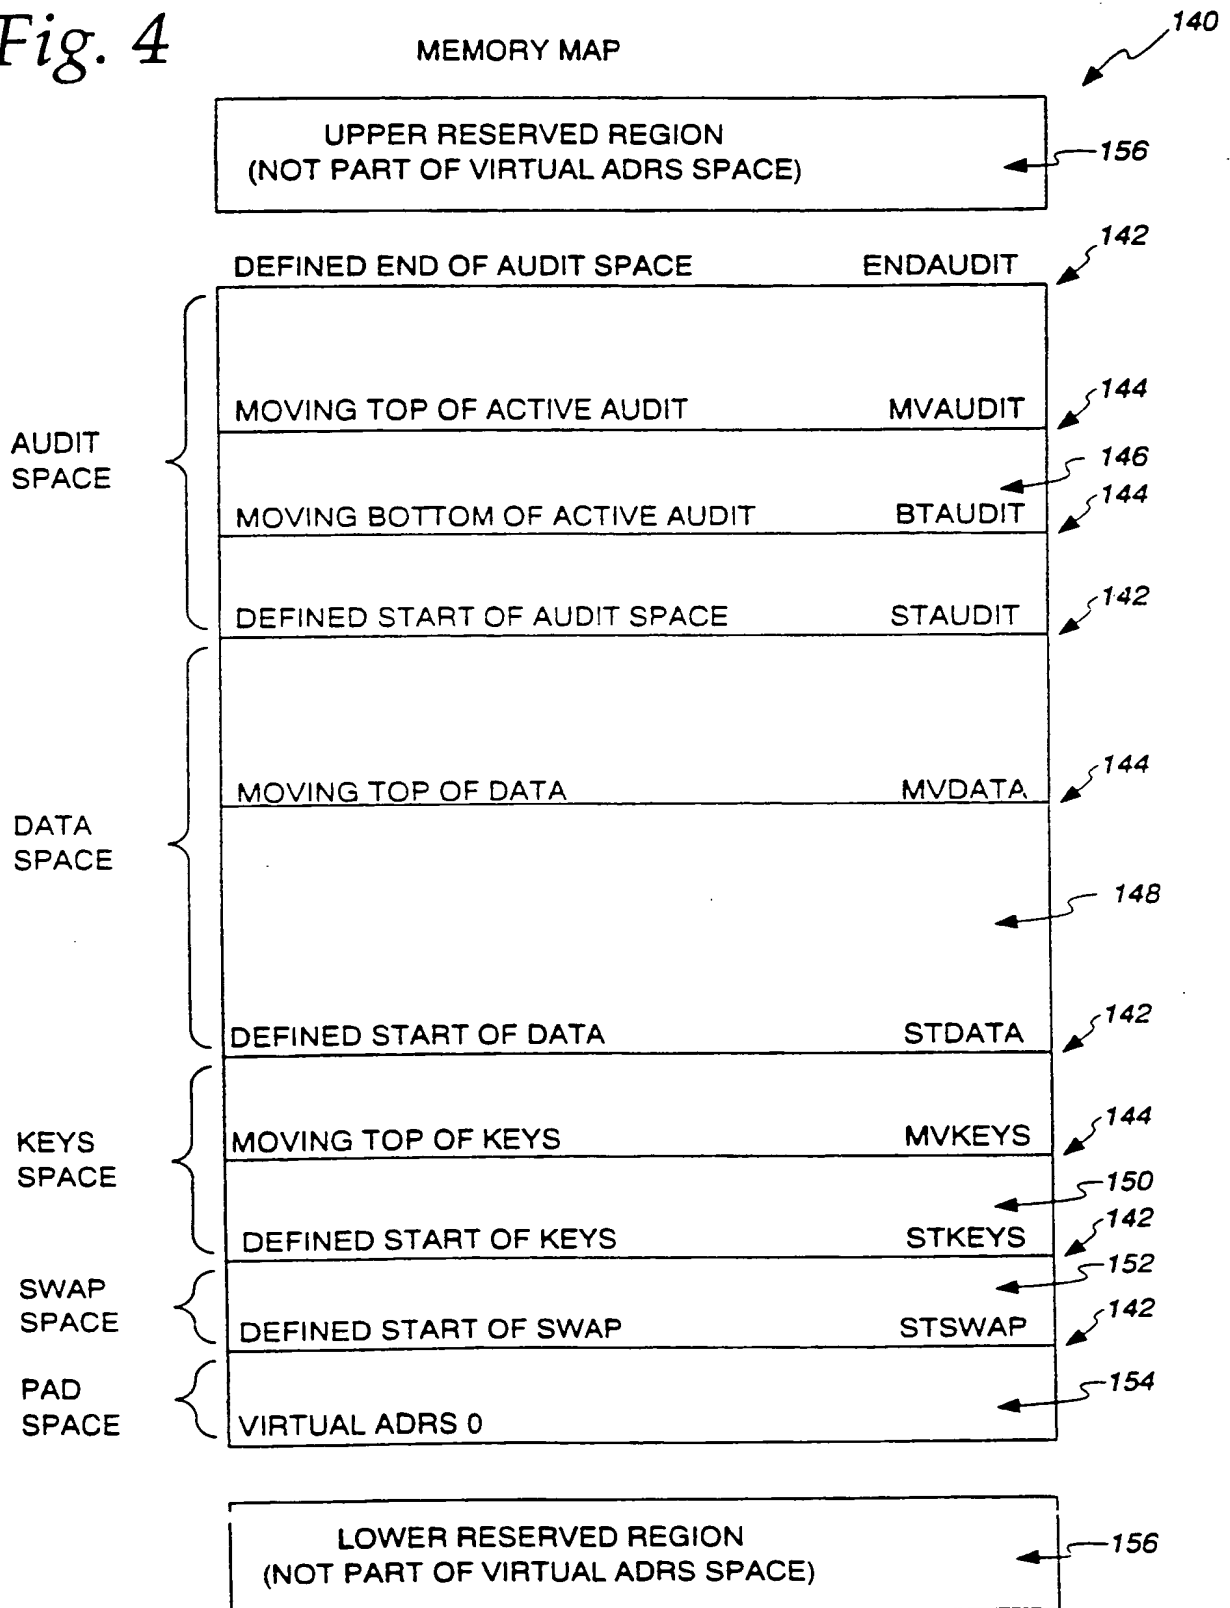 Fig. 4
MEMORY MAP
140
UPPER RESERVED REGION
(NOT PART OF VIRTUAL ADRS SPACE)
156
DEFINED END OF AUDIT SPACE ENDAUDIT
142
MOVING TOP OF ACTIVE AUDIT MVAUDIT
144
AUDIT
SPACE
146
MOVING BOTTOM OF ACTIVE AUDIT BTAUDIT
144
DEFINED START OF AUDIT SPACE STAUDIT
142
MOVING TOP OF DATA MVDATA
144
DATA
SPACE
148
DEFINED START OF DATA STDATA
142
MOVING TOP OF KEYS MVKEYS
144
KEYS
SPACE
150
DEFINED START OF KEYS STKEYS
142
SWAP
SPACE
152
DEFINED START OF SWAP STSWAP
142
PAD
SPACE
154
VIRTUAL ADRS 0
LOWER RESERVED REGION
(NOT PART OF VIRTUAL ADRS SPACE)
156